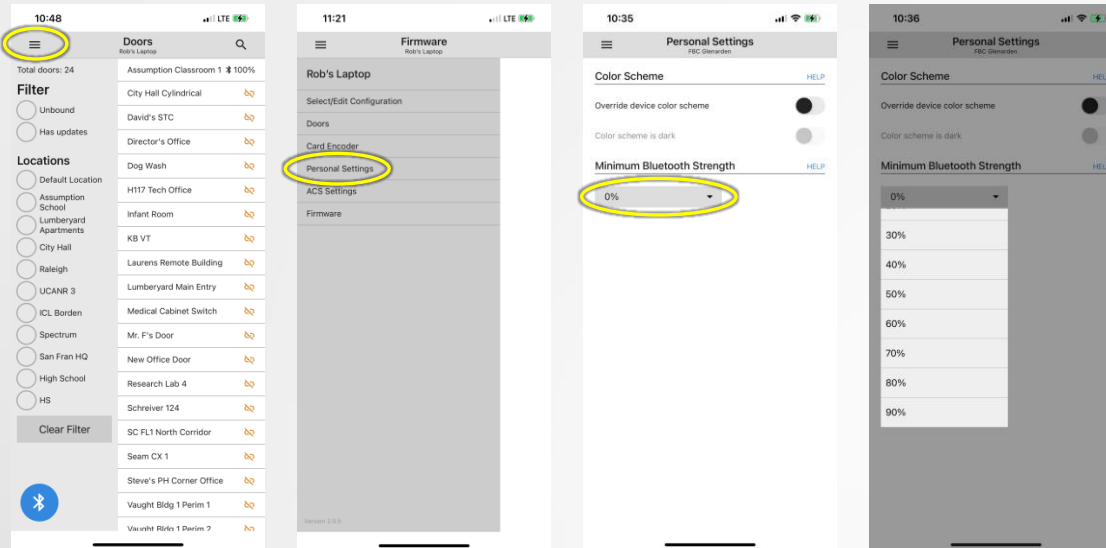 10:48
LTE
Doors
Rob's Laptop
Total doors: 24
Filter
Unbound
Has updates
Locations
Default Location
Assumption
School
Lumberyard
Apartments
City Hall
Raleigh
UCANR 3
ICL Borden
Spectrum
San Fran HQ
High School
HS
Clear Filter
Assumption Classroom 1 100%
City Hall Cylindrical
David's STC
Director's Office
Dog Wash
H117 Tech Office
Infant Room
KB VT
Laurens Remote Building
Lumberyard Main Entry
Medical Cabinet Switch
Mr. F's Door
New Office Door
Research Lab 4
Schreiver 124
SC FL1 North Corridor
Seam CX 1
Steve's PH Corner Office
Vaught Bldg 1 Perim 1
Vaught Bldg 1 Perim 2
11:21
LTE
Firmware
Rob's Laptop
Rob's Laptop
Select/Edit Configuration
Doors
Card Encoder
Personal Settings
ACS Settings
Firmware
10:35
Personal Settings
FBC Glenarden
Color Scheme HELP
Override device color scheme
Color scheme is dark
Minimum Bluetooth Strength HELP
0%
10:36
Personal Settings
FBC Glenarden
Color Scheme HEL
Override device color scheme
Color scheme is dark
Minimum Bluetooth Strength HEL
0%
30%
40%
50%
60%
70%
80%
90%